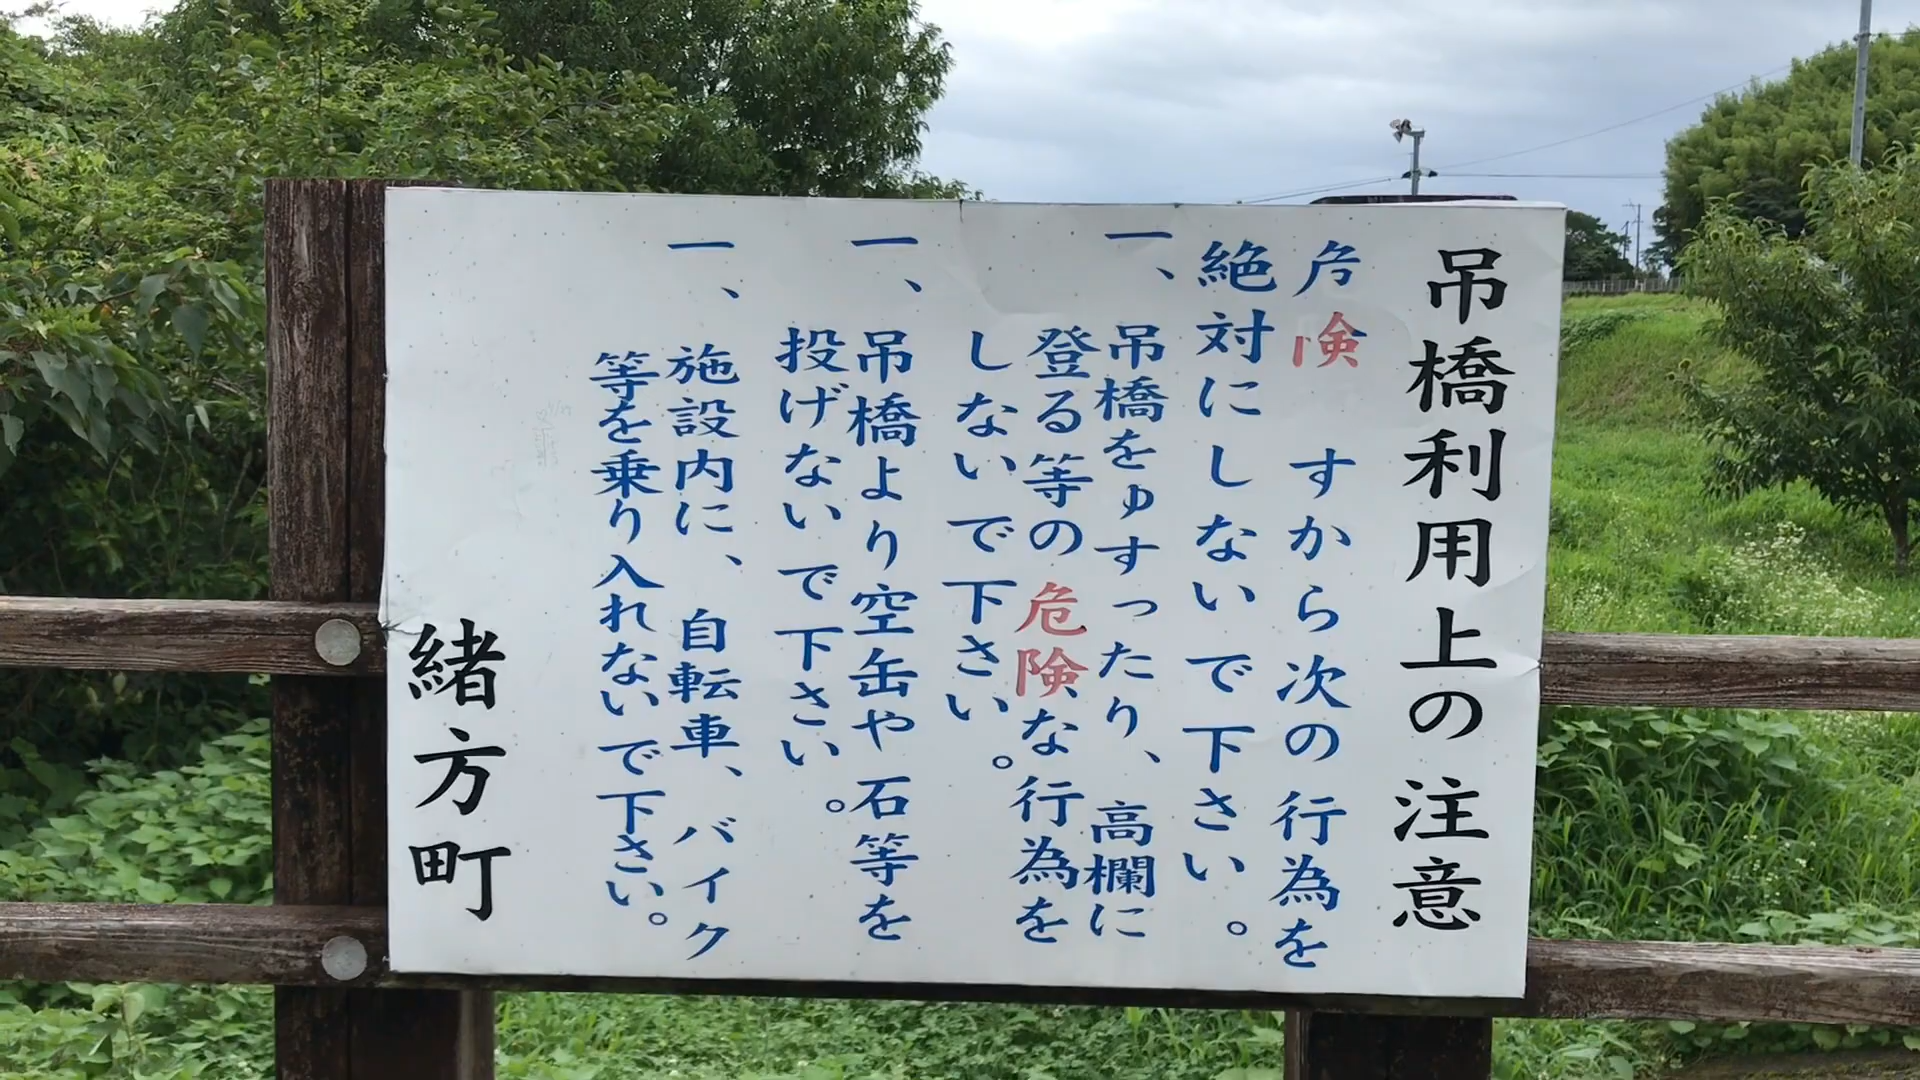 吊橋利用上の注意
危険すから次の行為を
絶対にしないで下さい。
一、吊橋をゅすったり、高欄に
登る等の危険な行為を
しないで下さい。
一、吊橋より空缶や石等を
投げないで下さい。
一、施設内に、自転車、バイク
等を乗り入れないで下さい。
緒方町